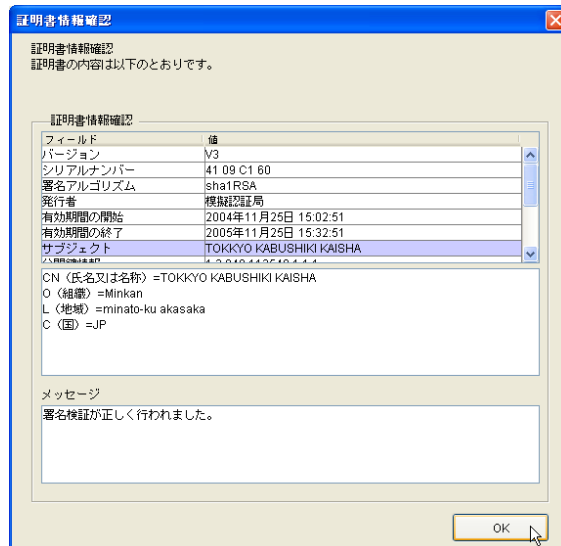 証明書情報確認
証明書情報確認
証明書の内容は以下のとおりです。
証明書情報確認
フィールド 値
バージョン V3
シリアルナンバー 41 09 C1 60
署名アルゴリズム sha1RSA
発行者 模擬認証局
有効期間の開始 2004年11月25日 15:02:51
有効期間の終了 2005年11月25日 15:32:51
サブジェクト TOKKYO KABUSHIKI KAISHA
CN（氏名又は名称）=TOKKYO KABUSHIKI KAISHA
O（組織）=Minkan
L（地域）=minato-ku akasaka
C（国）=JP
メッセージ
署名検証が正しく行われました。
OK